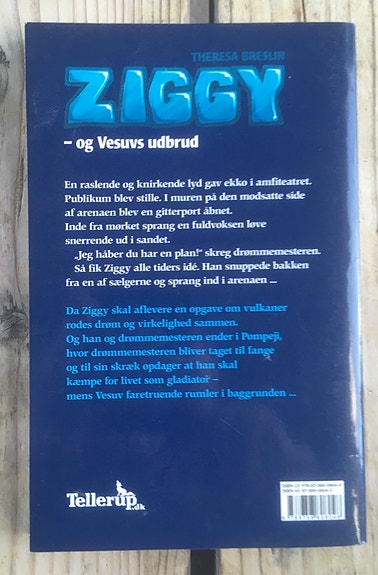 THERESA BRESLIN
ZIGGY
– og Vesuvs udbrud
En raslende og knirkende lyd gav ekko i amfiteatret.
Publikum blev stille. I muren på den modsatte side
af arenaen blev en gitterport åbnet.
Inde fra mørket sprang en fuldvoksen løve
snerrende ud i sandet.
„Jeg håber du har en plan!" skreg drømmemesteren.
Så fik Ziggy alle tiders idé. Han snuppede bakken
fra en af sælgerne og sprang ind i arenaen ...
Da Ziggy skal aflevere en opgave om vulkaner
rodes drøm og virkelighed sammen.
Og han og drømmemesteren ender i Pompeji,
hvor drømmemesteren bliver taget til fange
og til sin skræk opdager at han skal
kæmpe for livet som gladiator –
mens Vesuv faretruende rumler i baggrunden ...
Tellerup.dk